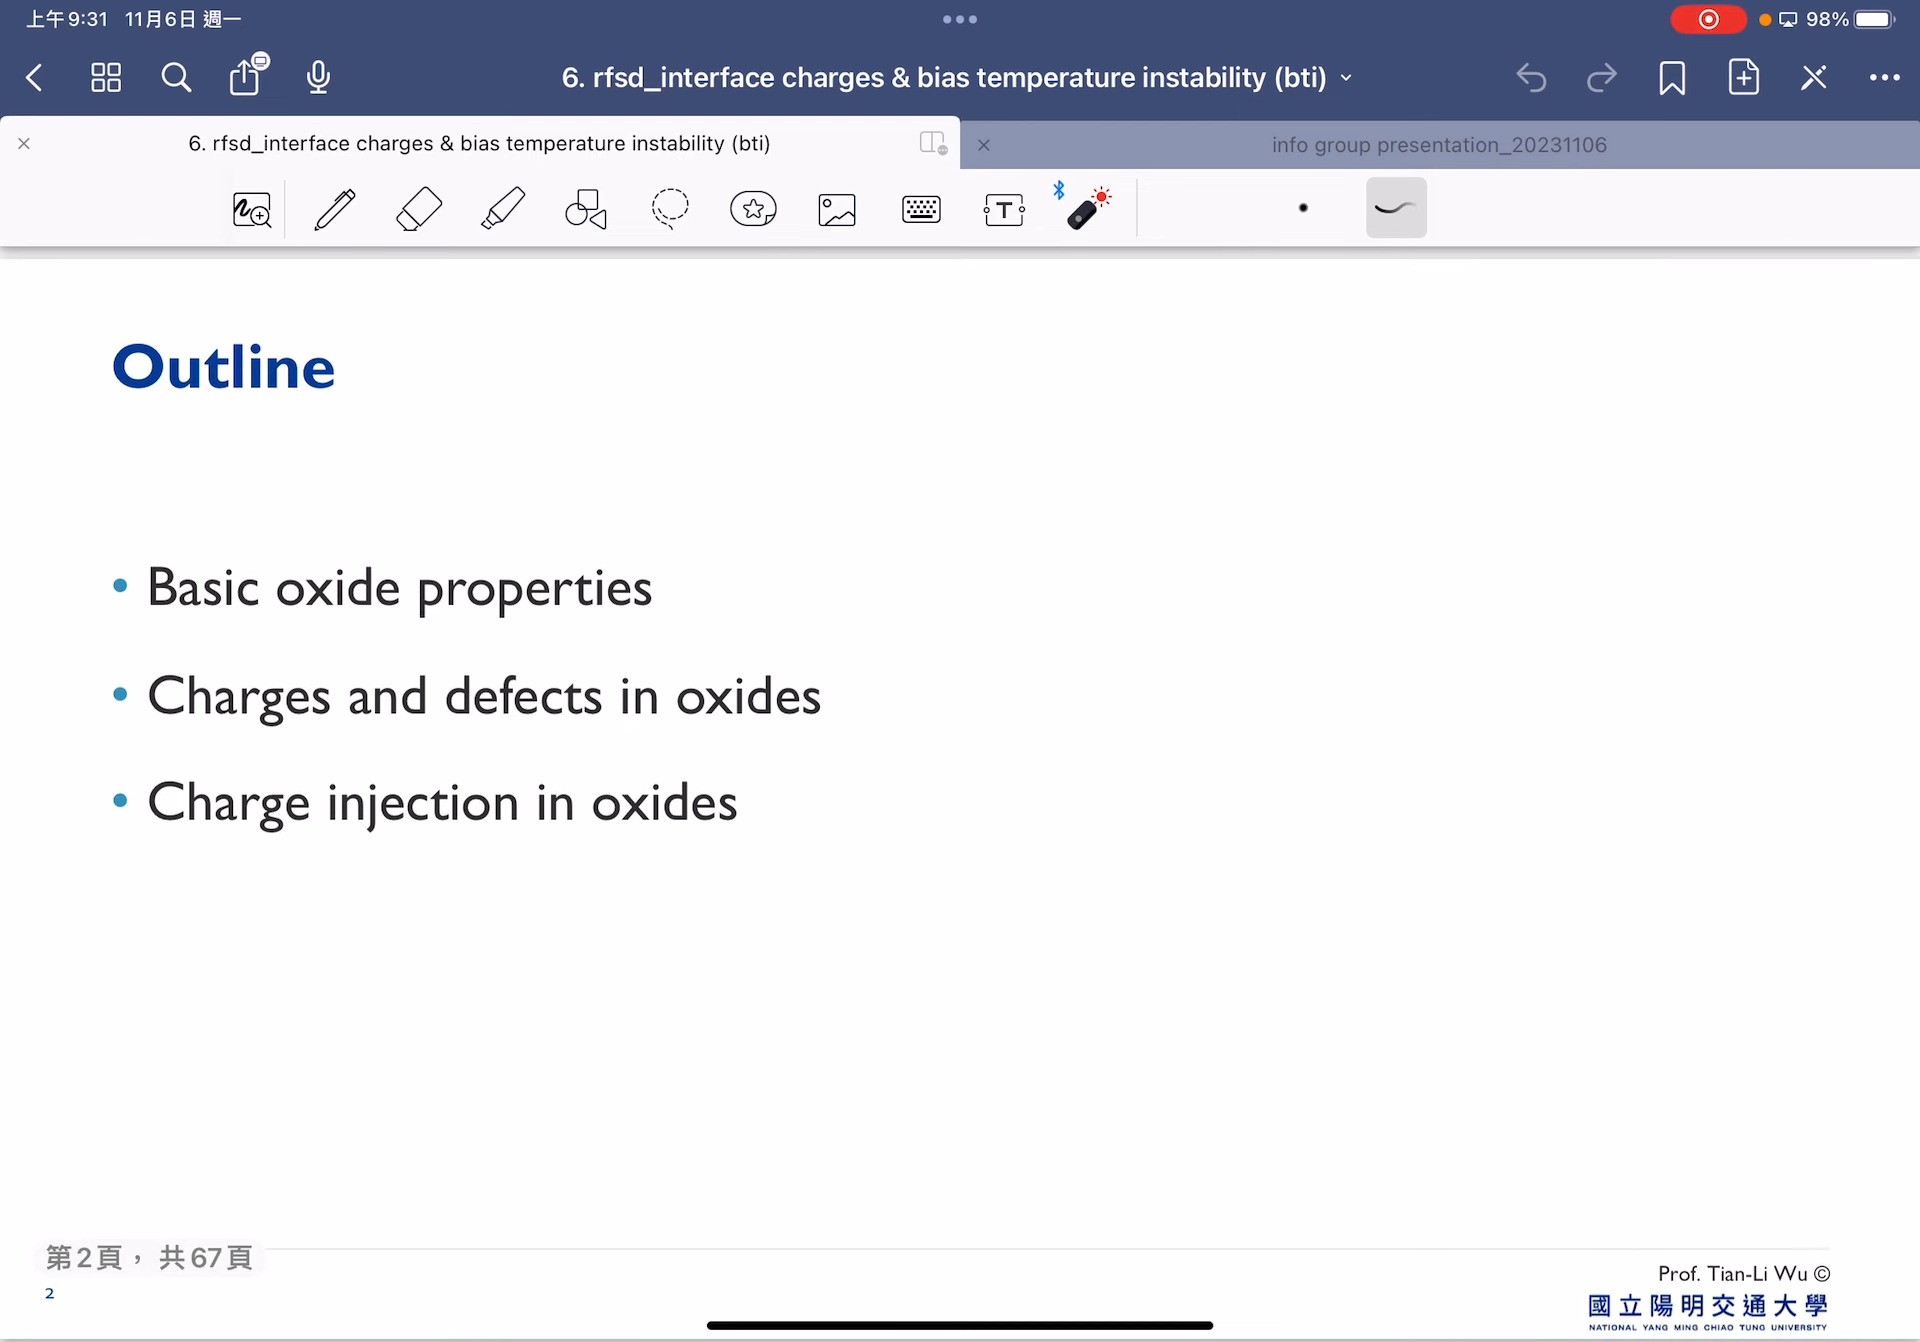 上午9:31 11月6日 週一
98%
6. rfsd_interface charges & bias temperature instability (bti)
6. rfsd_interface charges & bias temperature instability (bti)
info group presentation_20231106
T
Outline
• Basic oxide properties
• Charges and defects in oxides
• Charge injection in oxides
第2頁， 共67頁
2
Prof. Tian-Li Wu ©
國立陽明交通大學
NATIONAL YANG MING CHIAO TUNG UNIVERSITY